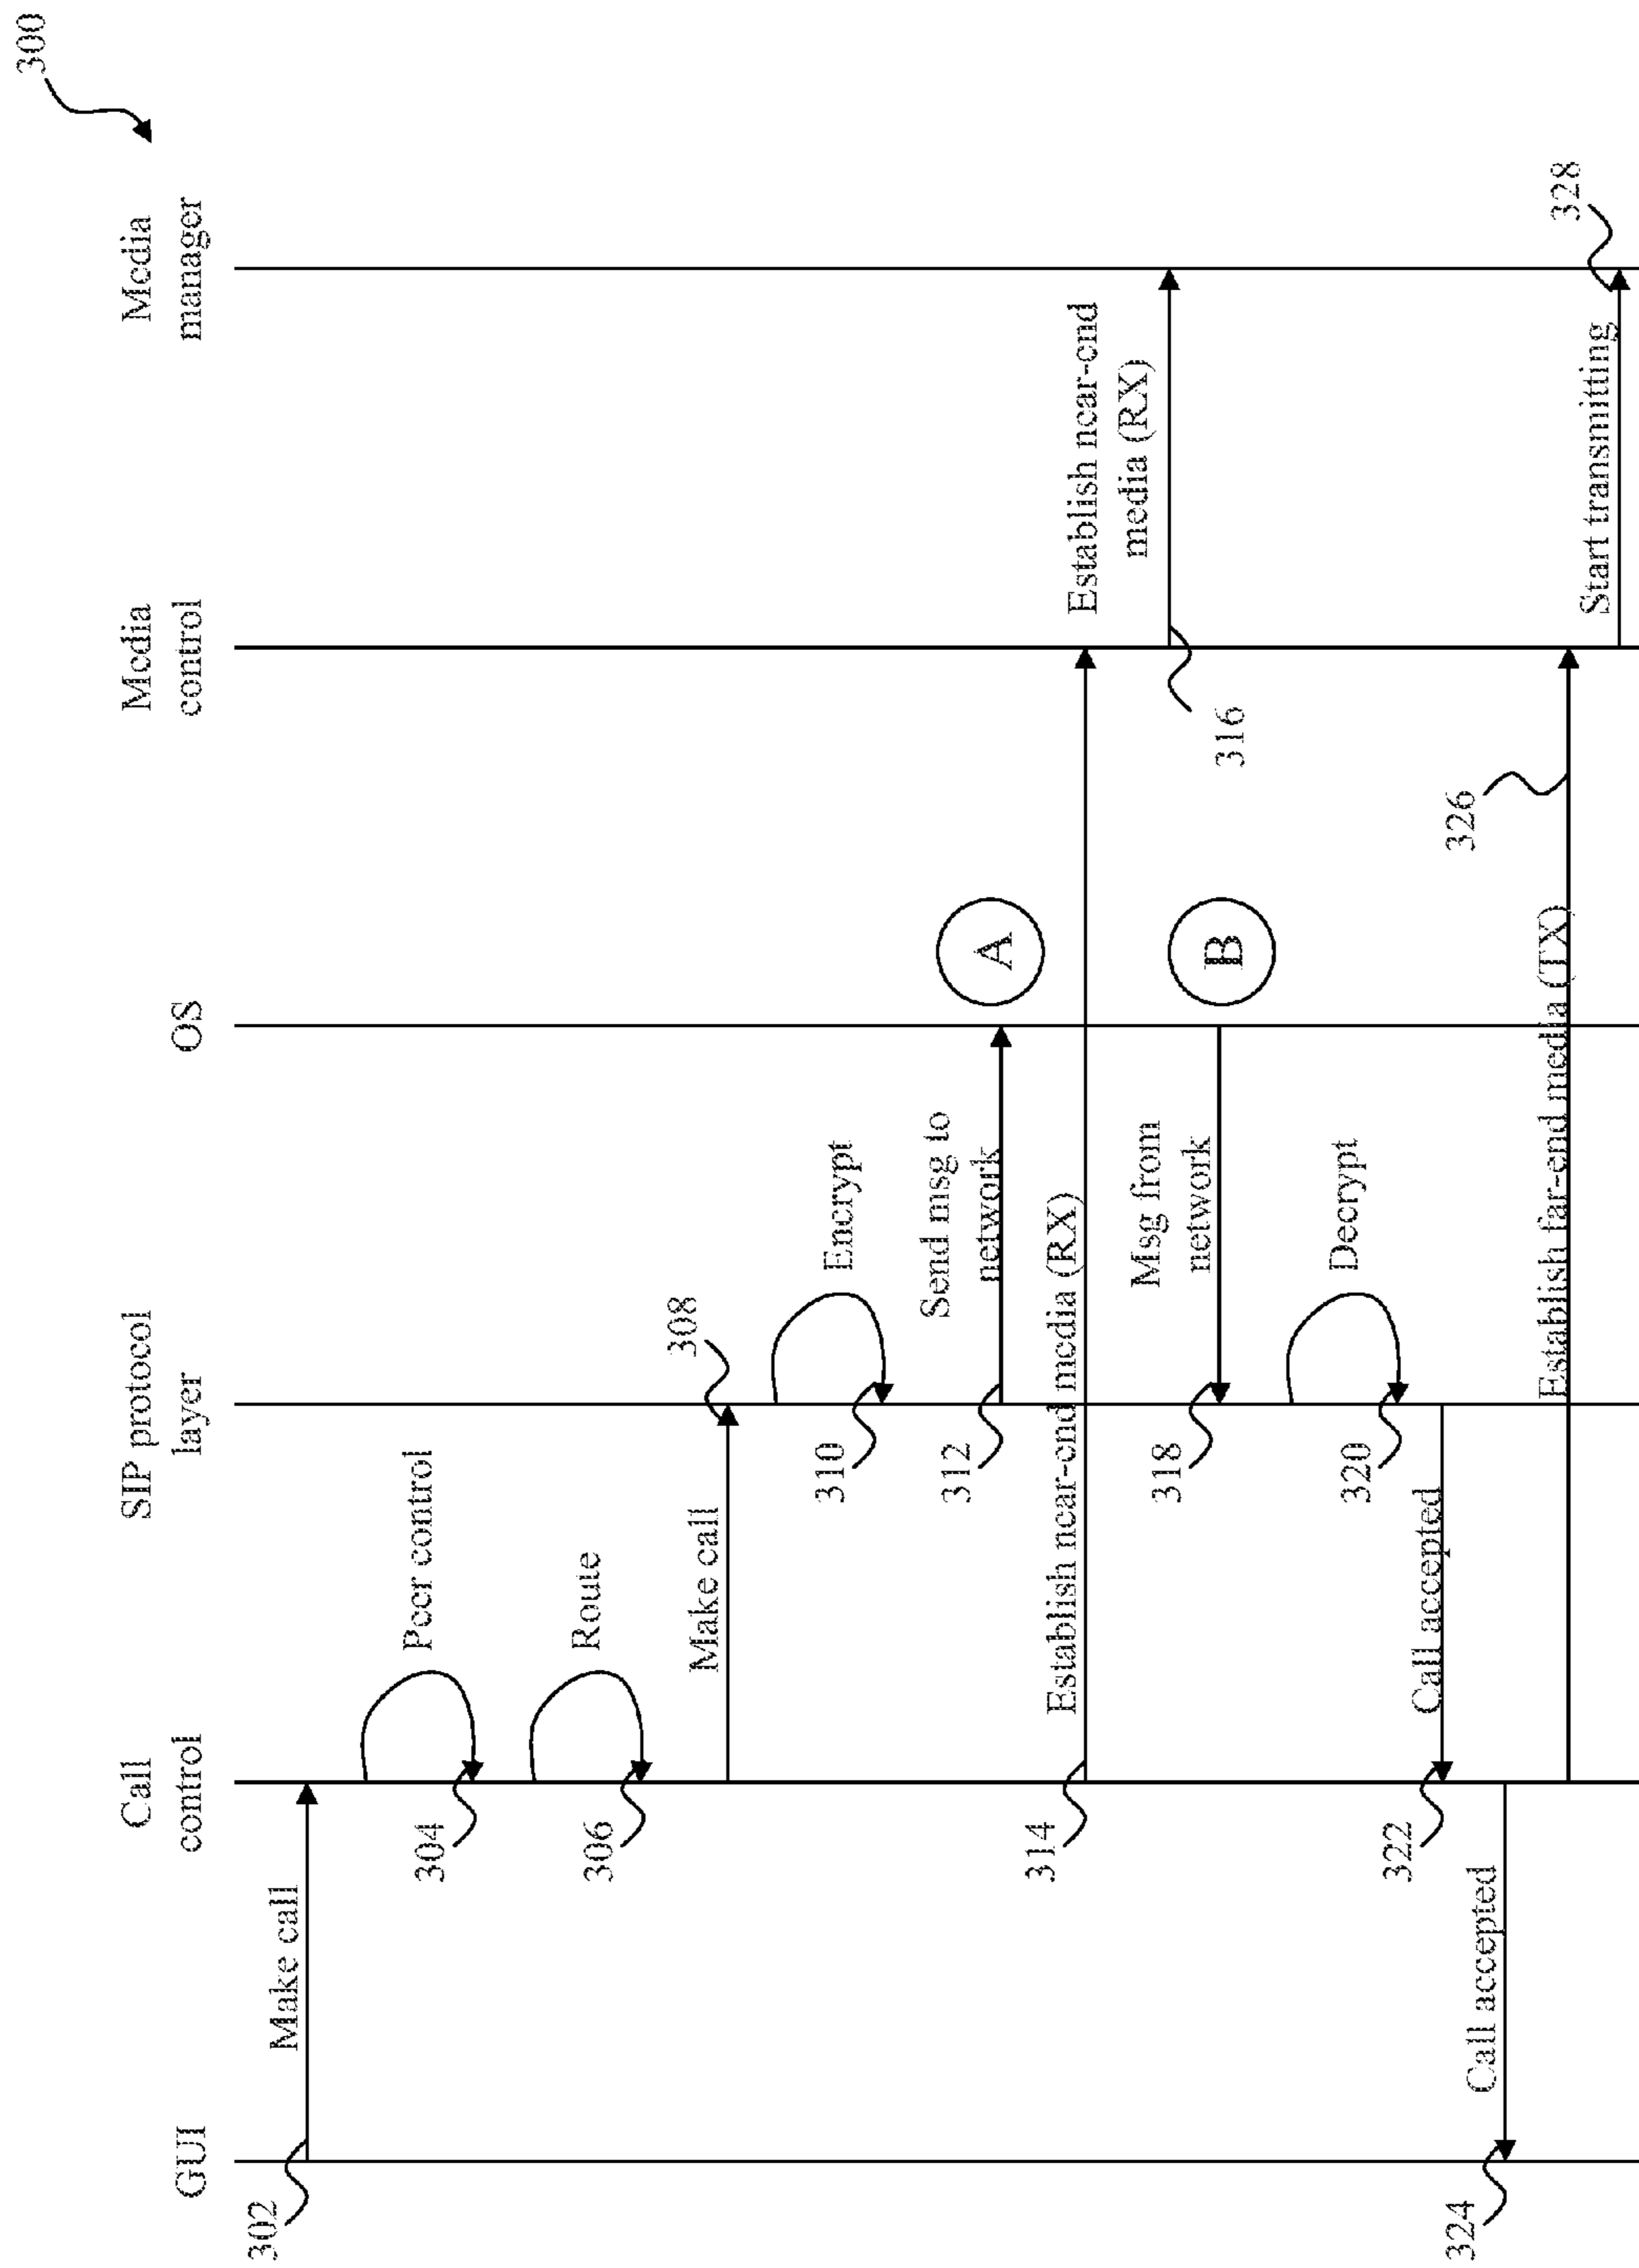 300
GUI
Call
control
SIP protocol
layer
OS
Media
control
Media
manager
302
Make call
304
Peer control
306
Route
Make call
308
310
Encrypt
312
Send msg to
network
A
314
Establish near-end media (RX)
Establish near-end
media (RX)
316
318
Msg from
network
B
320
Decrypt
322
Call accepted
324
Call accepted
Establish far-end media (TX)
326
Start transmitting
328